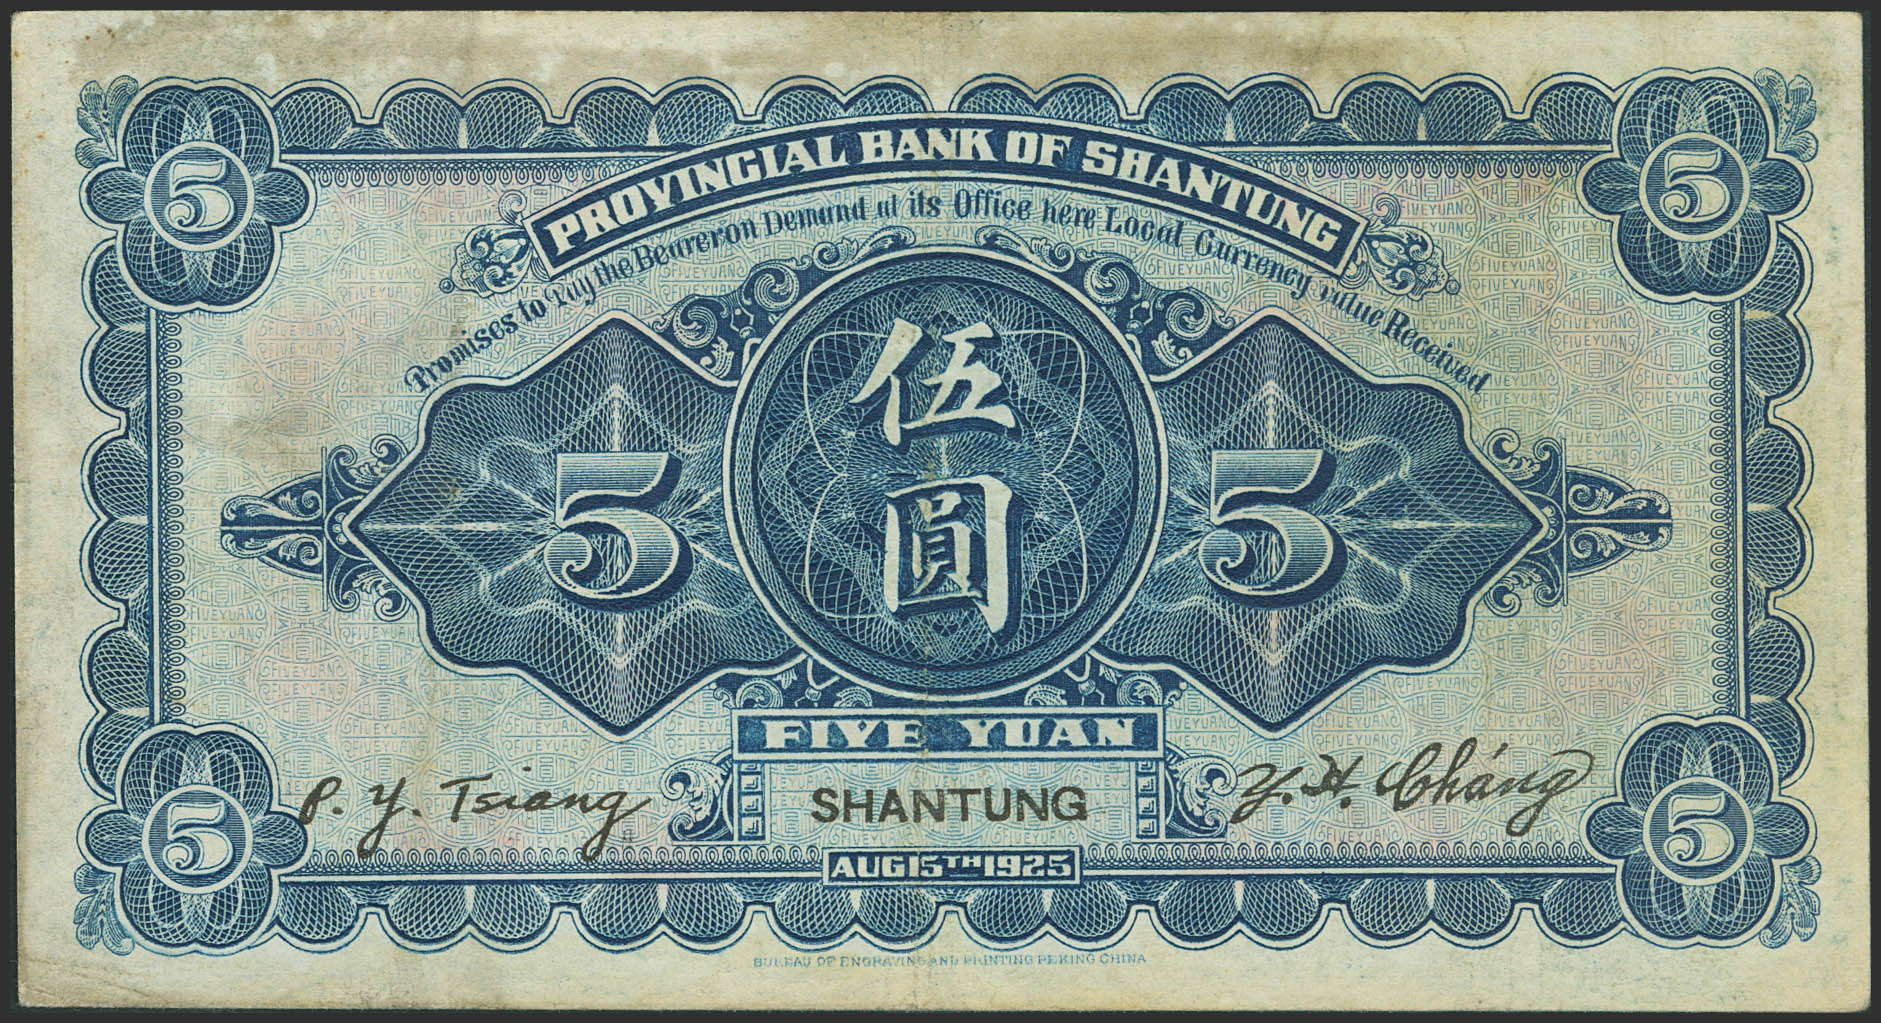 5 5
PROVINCIAL BANK OF SHANTUNG
Promises to Pay the Bearer on Demand at its Office here Local Currency value Received
伍
圓
5 5
FIVE YUAN
P. Y. Tsiang SHANTUNG Y. H. Cháng
5 5
AUG 15TH 1925
BUREAU OF ENGRAVING AND PRINTING PEKING CHINA